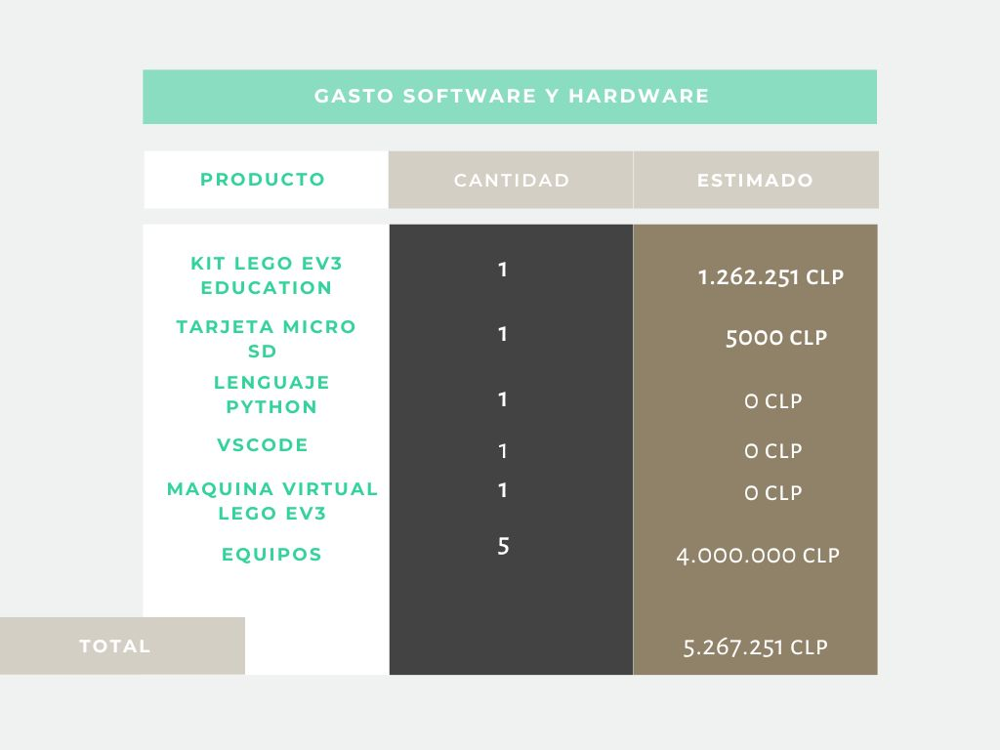 GASTO SOFTWARE Y HARDWARE
PRODUCTO CANTIDAD ESTIMADO
KIT LEGO EV3
EDUCATION
1
1.262.251 CLP
TARJETA MICRO
SD
1
5000 CLP
LENGUAJE
PYTHON
1
0 CLP
VSCODE
1
0 CLP
MAQUINA VIRTUAL
LEGO EV3
1
0 CLP
EQUIPOS
5
4.000.000 CLP
TOTAL
5.267.251 CLP